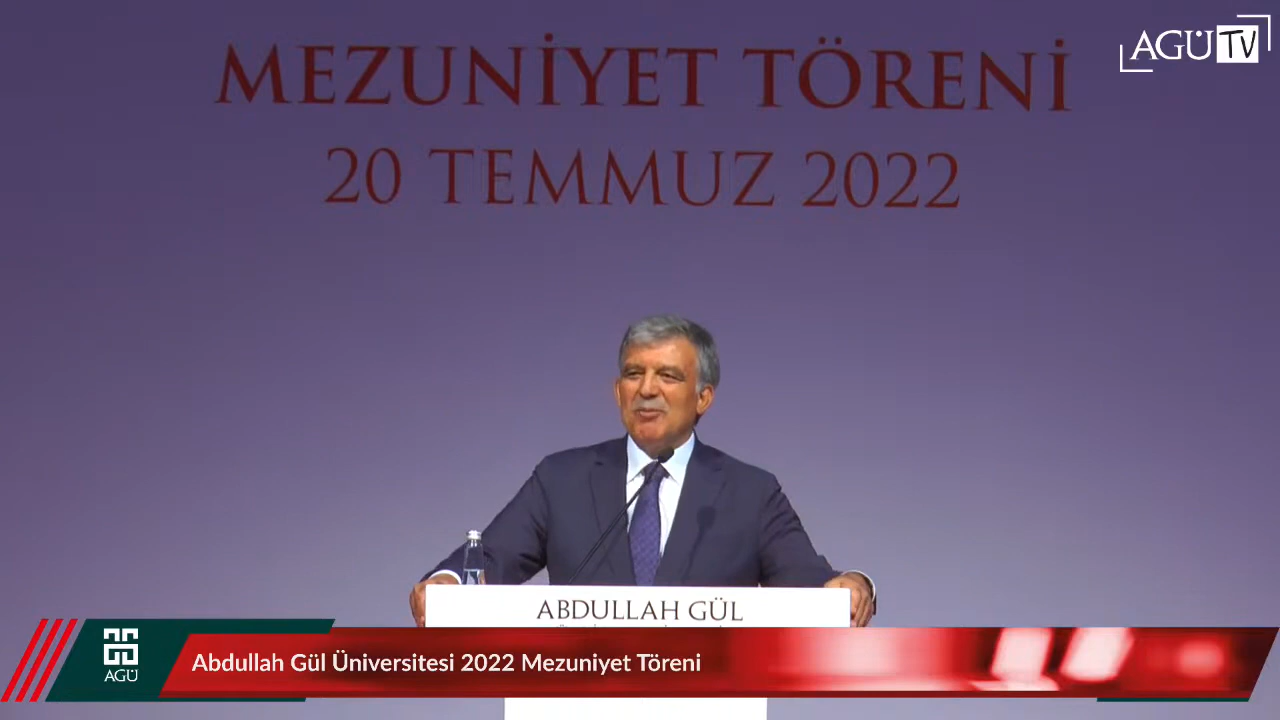 MEZUNİYET TÖRENİ
20 TEMMUZ 2022
AGÜ TV
ABDULLAH GÜL
AGÜ
Abdullah Gül Üniversitesi 2022 Mezuniyet Töreni